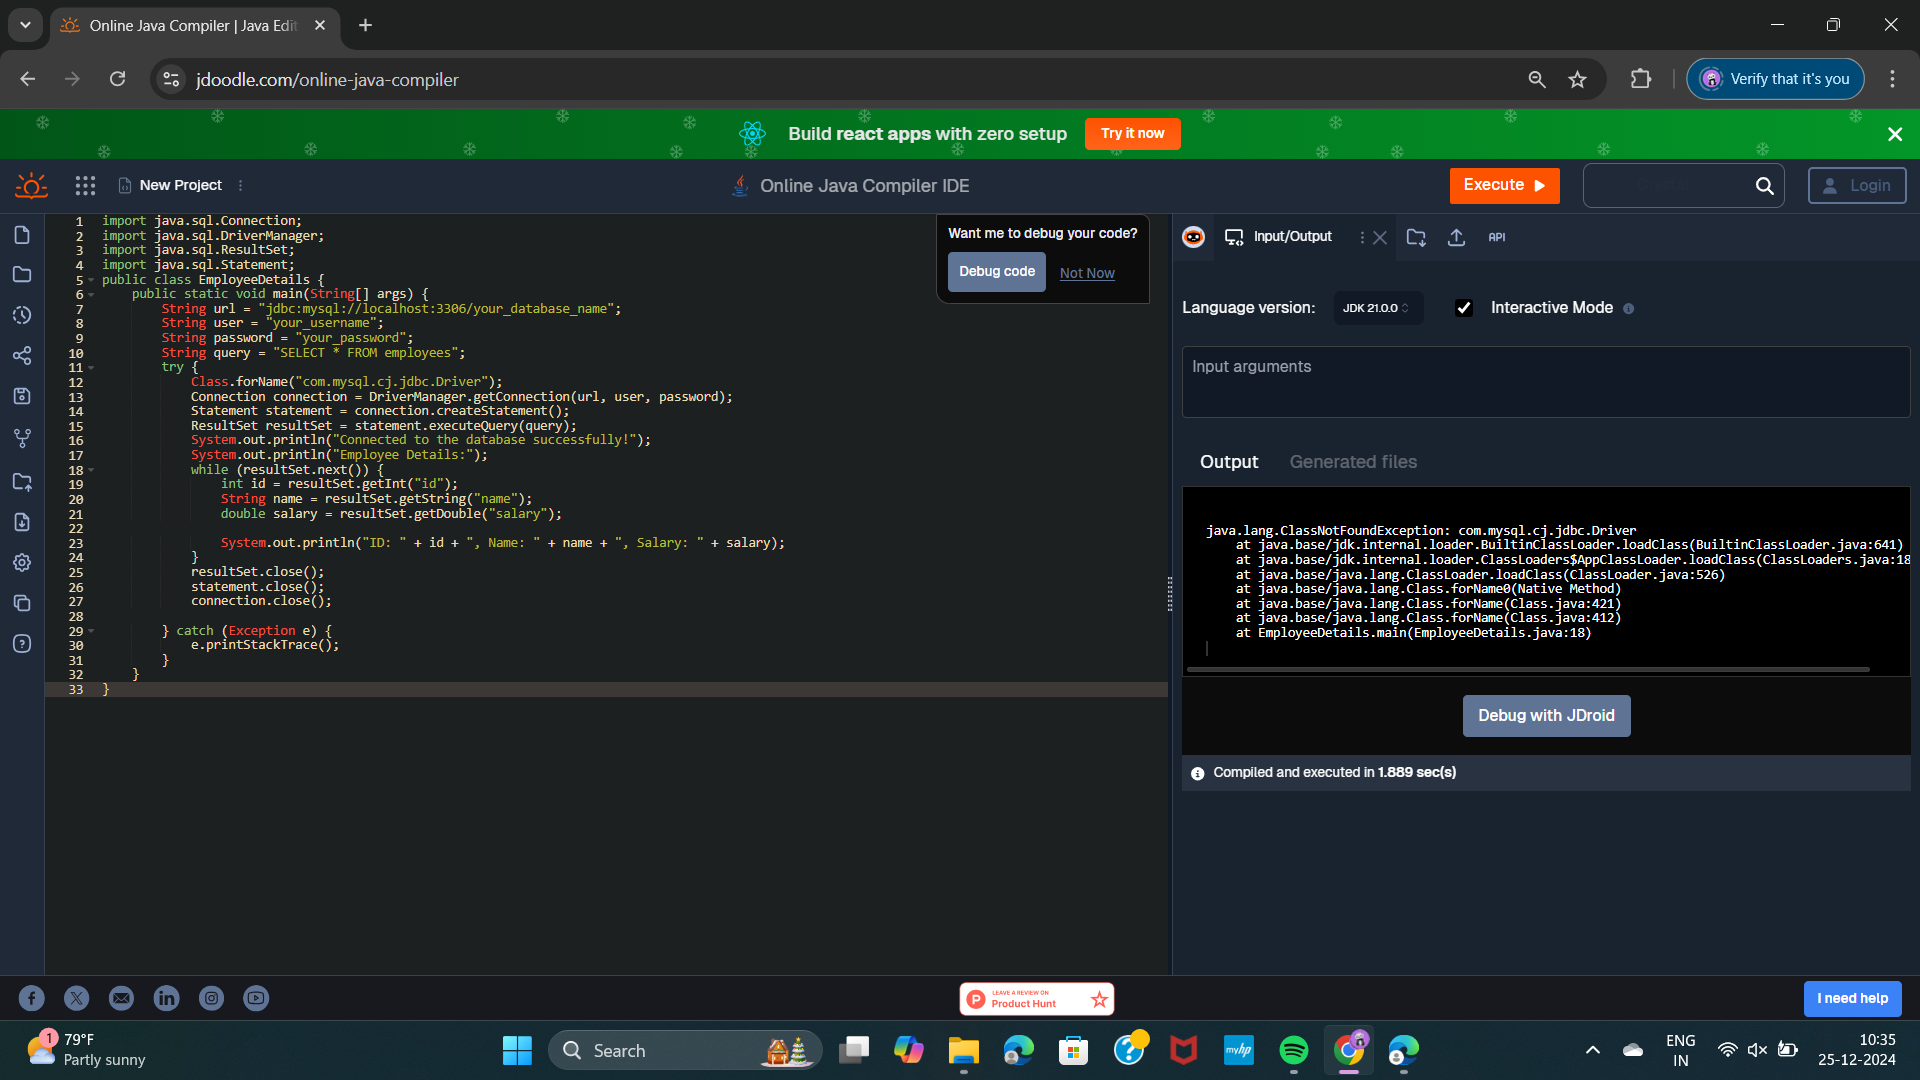 Online Java Compiler | Java Edit
jdoodle.com/online-java-compiler
Verify that it's you
Build react apps with zero setup
Try it now
New Project
Online Java Compiler IDE
Execute
Login
1 import java.sql.Connection;
2 import java.sql.DriverManager;
3 import java.sql.ResultSet;
4 import java.sql.Statement;
5 public class EmployeeDetails {
6 public static void main(String[] args) {
7 String url = "jdbc:mysql://localhost:3306/your_database_name";
8 String user = "your_username";
9 String password = "your_password";
10 String query = "SELECT * FROM employees";
11 try {
12 Class.forName("com.mysql.cj.jdbc.Driver");
13 Connection connection = DriverManager.getConnection(url, user, password);
14 Statement statement = connection.createStatement();
15 ResultSet resultSet = statement.executeQuery(query);
16 System.out.println("Connected to the database successfully!");
17 System.out.println("Employee Details:");
18 while (resultSet.next()) {
19 int id = resultSet.getInt("id");
20 String name = resultSet.getString("name");
21 double salary = resultSet.getDouble("salary");
22
23 System.out.println("ID: " + id + ", Name: " + name + ", Salary: " + salary);
24 }
25 resultSet.close();
26 statement.close();
27 connection.close();
28
29 } catch (Exception e) {
30 e.printStackTrace();
31 }
32 }
33 }
Want me to debug your code?
Debug code
Not Now
Input/Output
API
Language version:
JDK 21.0.0
Interactive Mode
Input arguments
Output
Generated files
java.lang.ClassNotFoundException: com.mysql.cj.jdbc.Driver
at java.base/jdk.internal.loader.BuiltinClassLoader.loadClass(BuiltinClassLoader.java:641)
at java.base/jdk.internal.loader.ClassLoaders$AppClassLoader.loadClass(ClassLoaders.java:18
at java.base/java.lang.ClassLoader.loadClass(ClassLoader.java:526)
at java.base/java.lang.Class.forName0(Native Method)
at java.base/java.lang.Class.forName(Class.java:421)
at java.base/java.lang.Class.forName(Class.java:412)
at EmployeeDetails.main(EmployeeDetails.java:18)
Debug with JDroid
Compiled and executed in 1.889 sec(s)
LEAVE A REVIEW ON
Product Hunt
I need help
1
79°F
Partly sunny
Search
myhp
ENG
IN
10:35
25-12-2024